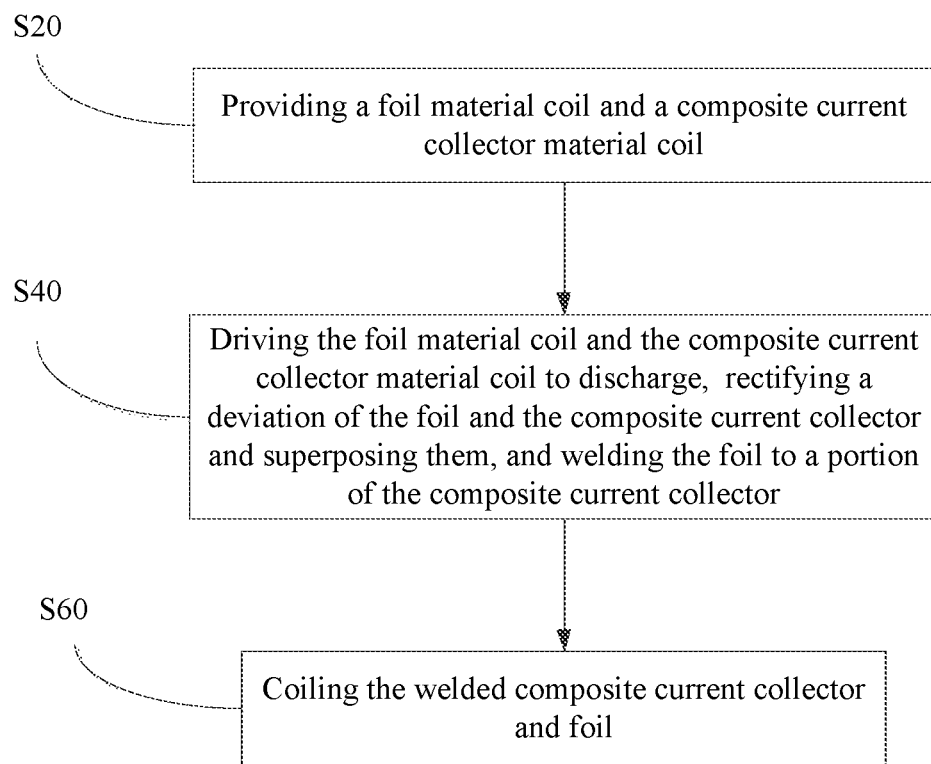 S20
Providing a foil material coil and a composite current
collector material coil
S40
Driving the foil material coil and the composite current
collector material coil to discharge, rectifying a
deviation of the foil and the composite current collector
and superposing them, and welding the foil to a portion
of the composite current collector
S60
Coiling the welded composite current collector
and foil